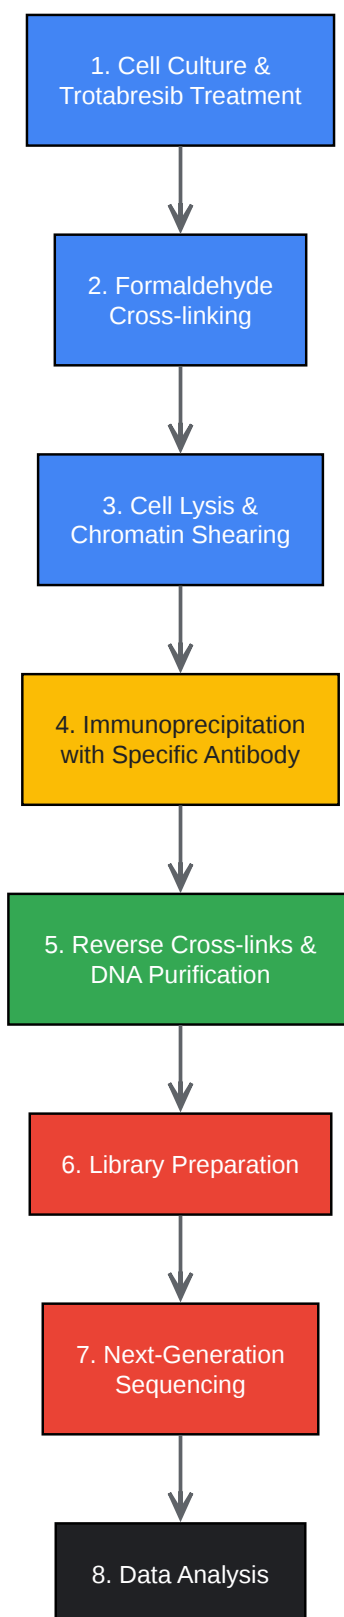 1. Cell Culture &
Trotabresib Treatment
2. Formaldehyde
Cross-linking
3. Cell Lysis &
Chromatin Shearing
4. Immunoprecipitation
with Specific Antibody
5. Reverse Cross-links &
DNA Purification
6. Library Preparation
7. Next-Generation
Sequencing
8. Data Analysis